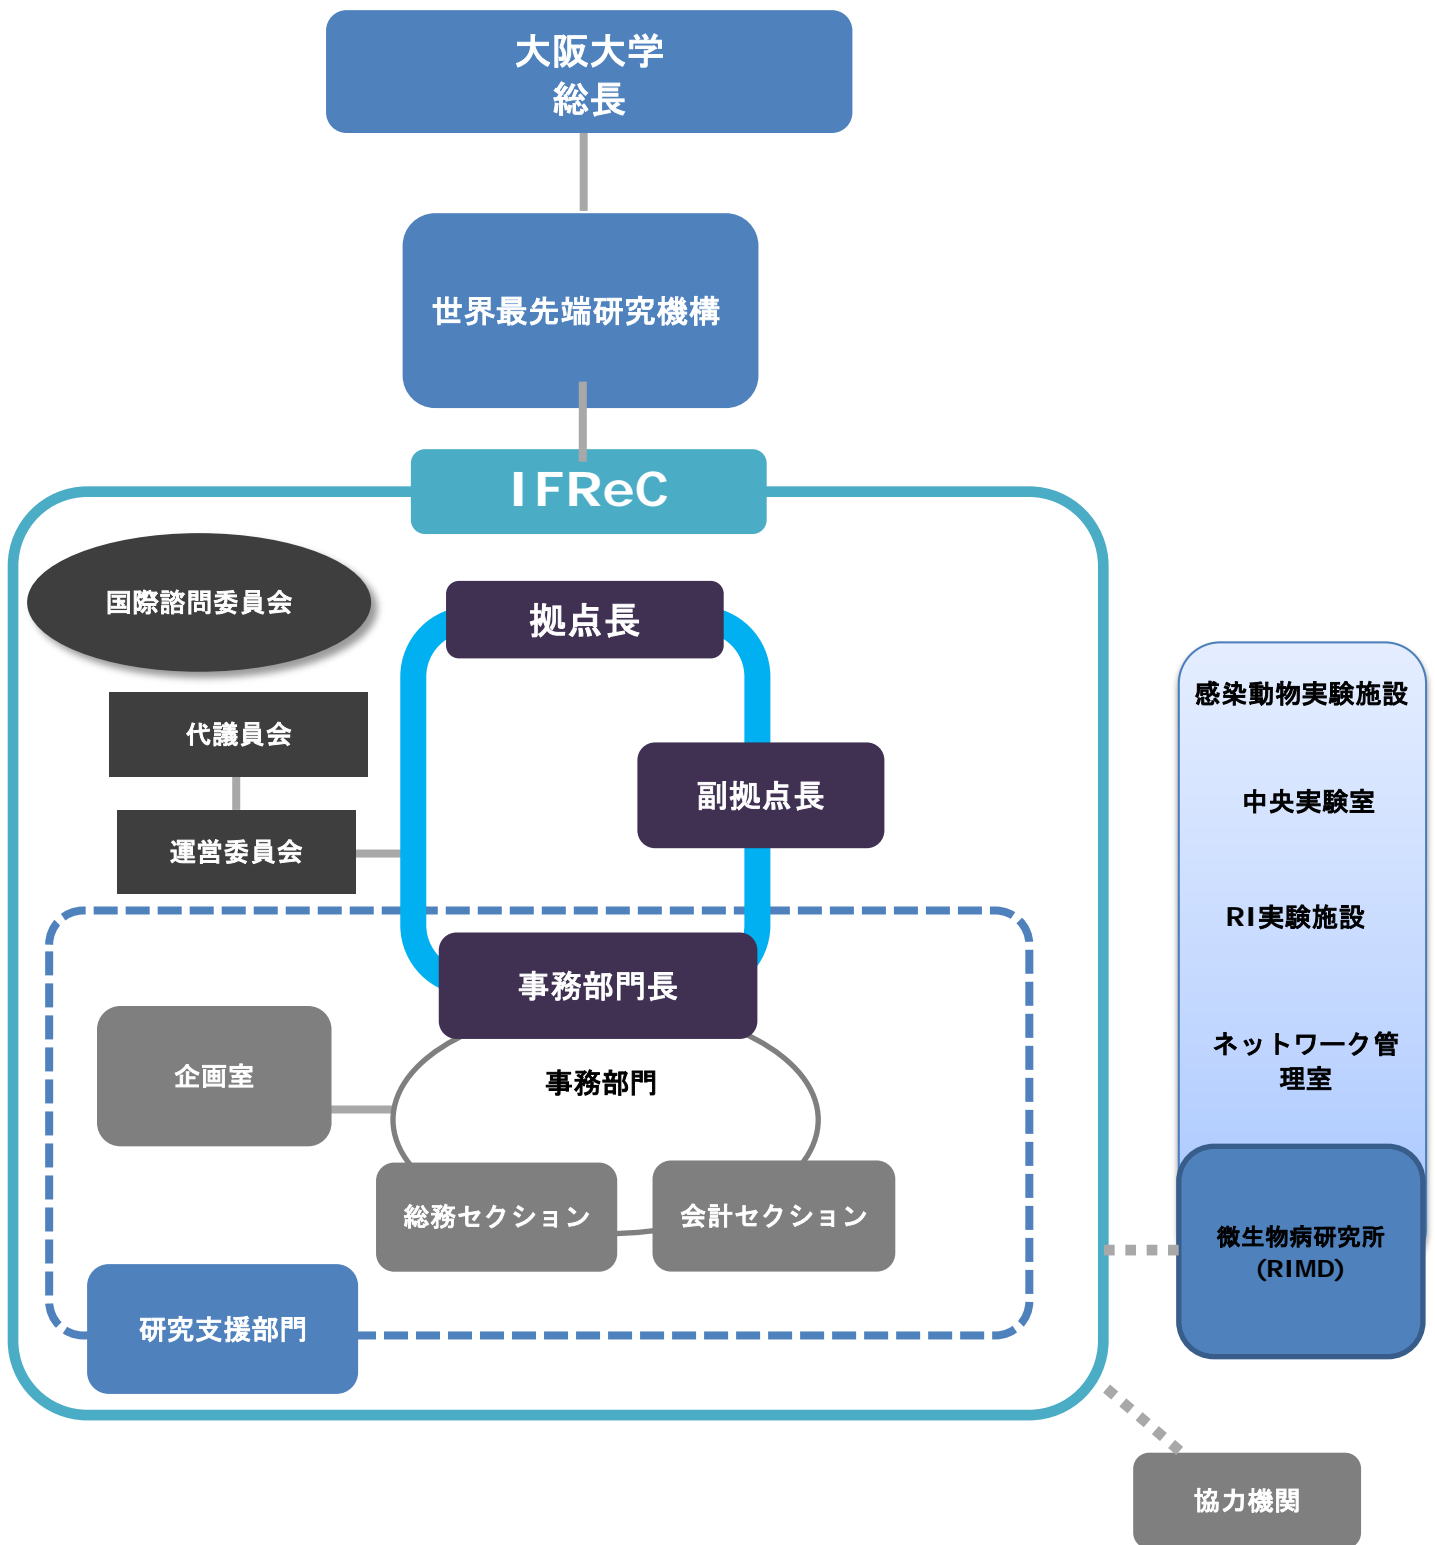 大阪大学
総長
世界最先端研究機構
IFReC
国際諮問委員会
拠点長
代議員会
副拠点長
運営委員会
事務部門長
企画室
事務部門
総務セクション
会計セクション
研究支援部門
感染動物実験施設
中央実験室
RI実験施設
ネットワーク管
理室
微生物病研究所
(RIMD)
協力機関